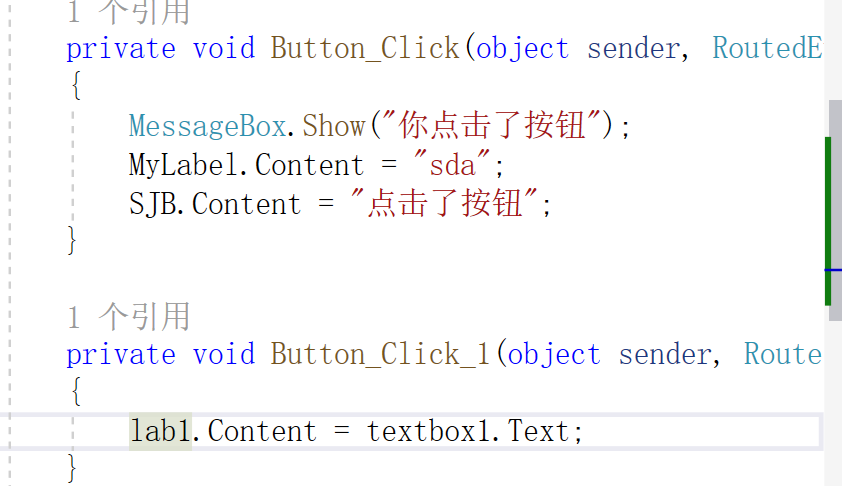 1 个引用
private void Button_Click(object sender, RoutedE
{
MessageBox.Show("你点击了按钮");
MyLabel.Content = "sda";
SJB.Content = "点击了按钮";
}
1 个引用
private void Button_Click_1(object sender, Route
{
lab1.Content = textbox1.Text;
}